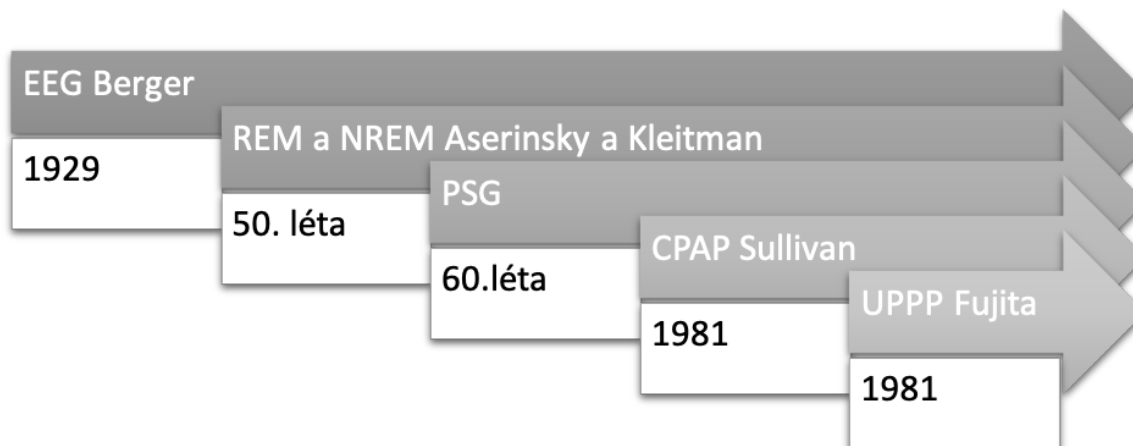 EEG Berger
1929
REM a NREM Aserinsky a Kleitman
50. léta
PSG
60.léta
CPAP Sullivan
1981
UPPP Fujita
1981